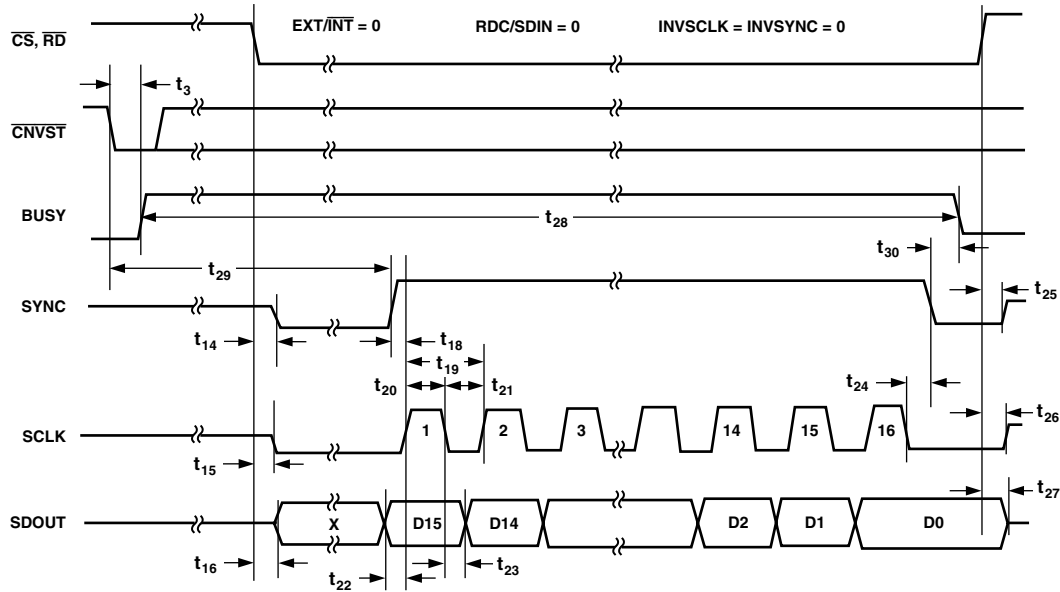 EXT/INT = 0 RDC/SDIN = 0 INVSCLK = INVSYNC = 0
CS, RD
t3
CNVST
BUSY
t28
t30
t29
t25
SYNC
t14
t18
t19
t20
t21
t24
t26
SCLK
1 2 3 14 15 16
t15
t27
SDOUT
X D15 D14 D2 D1 D0
t16
t22
t23